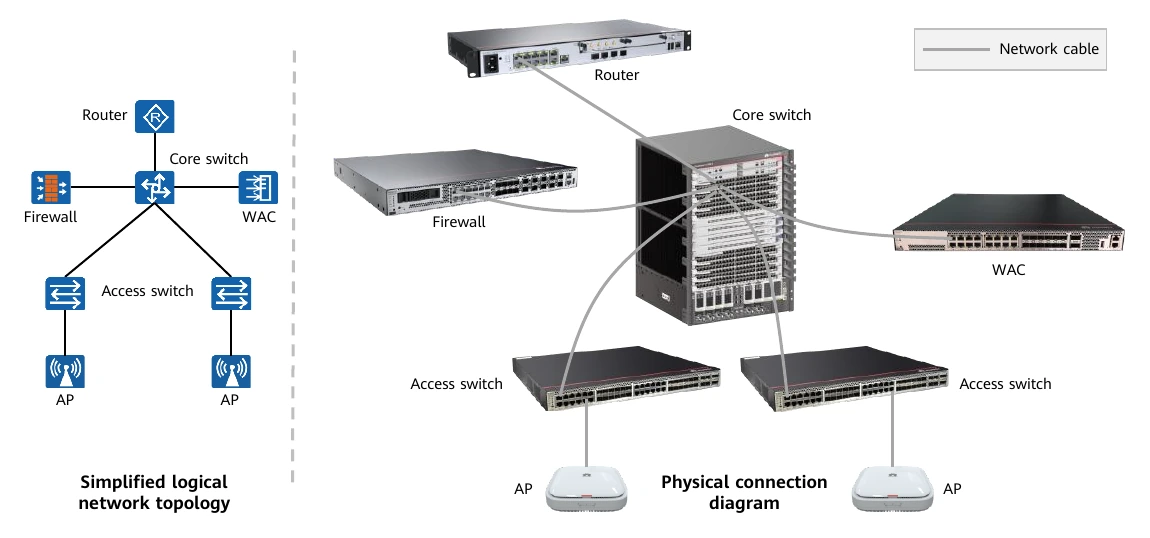 Router
Core switch
Firewall
WAC
Access switch
AP
AP
Simplified logical
network topology
Network cable
Router
Core switch
Firewall
WAC
Access switch
Access switch
AP
AP
Physical connection
diagram
R